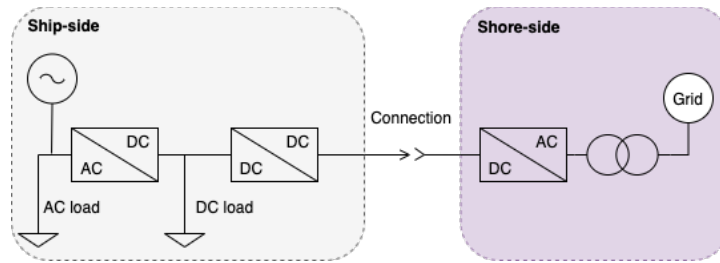 Ship-side
Shore-side
Grid
Connection
DC
AC
DC
DC
AC
DC
AC load
DC load